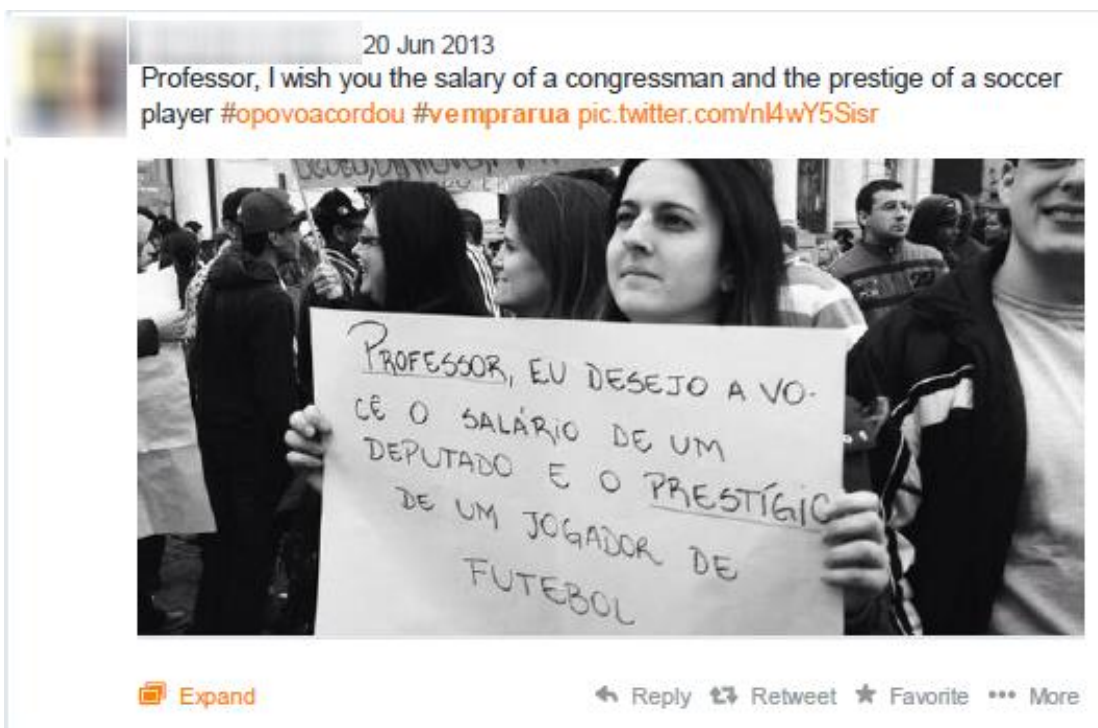 20 Jun 2013
Professor, I wish you the salary of a congressman and the prestige of a soccer
player #opovoacordou #vemprarua pic.twitter.com/nl4wY5Sisr
PROFESSOR, EU DESEJO A VO-
CÊ O SALÁRIO DE UM
DEPUTADO E O PRESTÍGIO
DE UM JOGADOR DE
FUTEBOL
Expand
Reply Retweet Favorite More